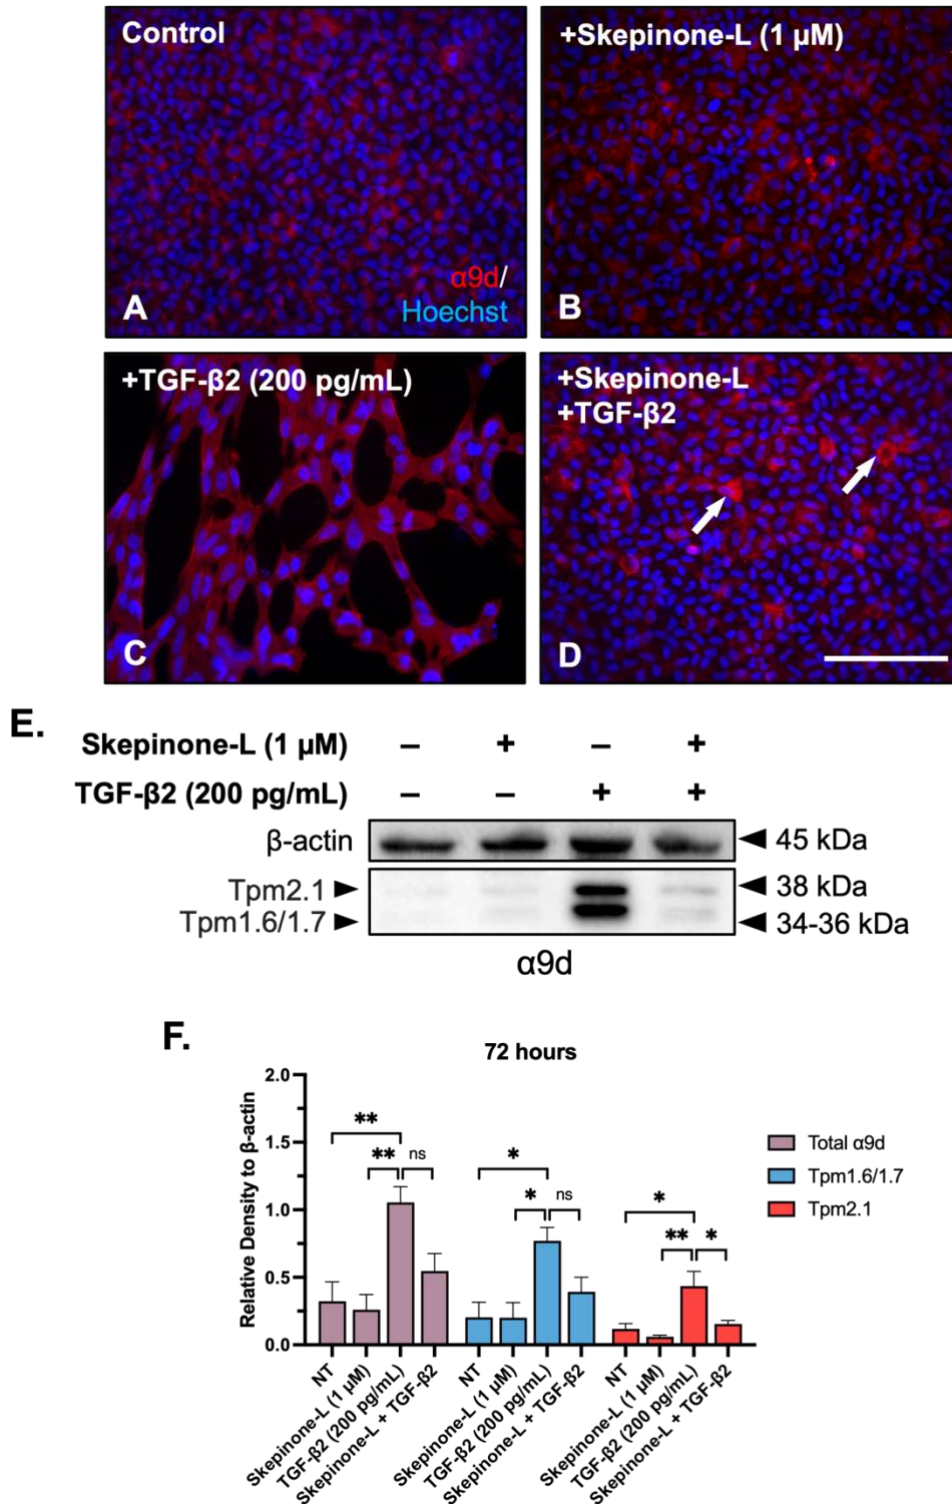 Control
α9d/
Hoechst
A
+Skepinone-L (1 µM)
B
+TGF-β2 (200 pg/mL)
C
+Skepinone-L
+TGF-β2
D
E.
Skepinone-L (1 µM) – + – +
TGF-β2 (200 pg/mL) – – + +
β-actin 45 kDa
Tpm2.1 38 kDa
Tpm1.6/1.7 34-36 kDa
α9d
F.
72 hours
Relative Density to β-actin
2.0
1.5
1.0
0.5
0.0
** ** ns
* * ns
* ** *
Total α9d
Tpm1.6/1.7
Tpm2.1
NT
Skepinone-L (1 µM)
TGF-β2 (200 pg/mL)
Skepinone-L + TGF-β2
NT
Skepinone-L (1 µM)
TGF-β2 (200 pg/mL)
Skepinone-L + TGF-β2
NT
Skepinone-L (1 µM)
TGF-β2 (200 pg/mL)
Skepinone-L + TGF-β2